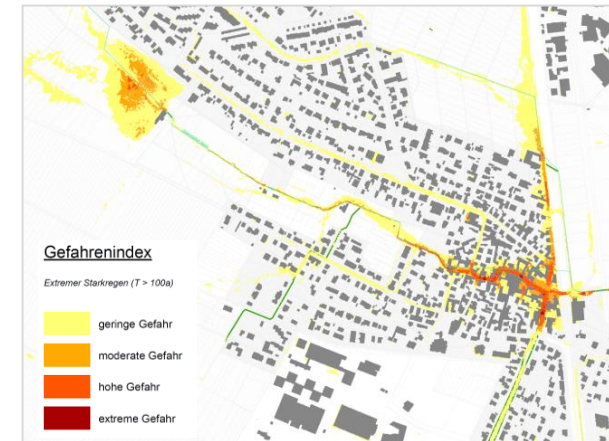 Gefahrenindex
Extremer Starkregen (T > 100a)
geringe Gefahr
moderate Gefahr
hohe Gefahr
extreme Gefahr